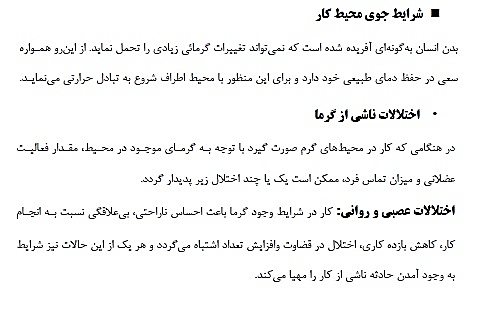 ■ شرایط جوی محیط کار
بدن انسان به‌گونه‌ای آفریده شده است که نمی‌تواند تغییرات گرمائی زیادی را تحمل نماید. از این‌رو همواره
سعی در حفظ دمای طبیعی خود دارد و برای این منظور با محیط اطراف شروع به تبادل حرارتی می‌نماید.
• اختلالات ناشی از گرما
در هنگامی که کار در محیط‌های گرم صورت گیرد با توجه به گرمای موجود در محیط، مقدار فعالیت
عضلانی و میزان تماس فرد، ممکن است یک یا چند اختلال زیر پدیدار گردد.
اختلالات عصبی و روانی: کار در شرایط وجود گرما باعث احساس ناراحتی، بی‌علاقگی نسبت به انجام
کار، کاهش بازده کاری، اختلال در قضاوت وافزایش تعداد اشتباه می‌گردد و هر یک از این حالات نیز شرایط
به وجود آمدن حادثه ناشی از کار را مهیا می‌کند.